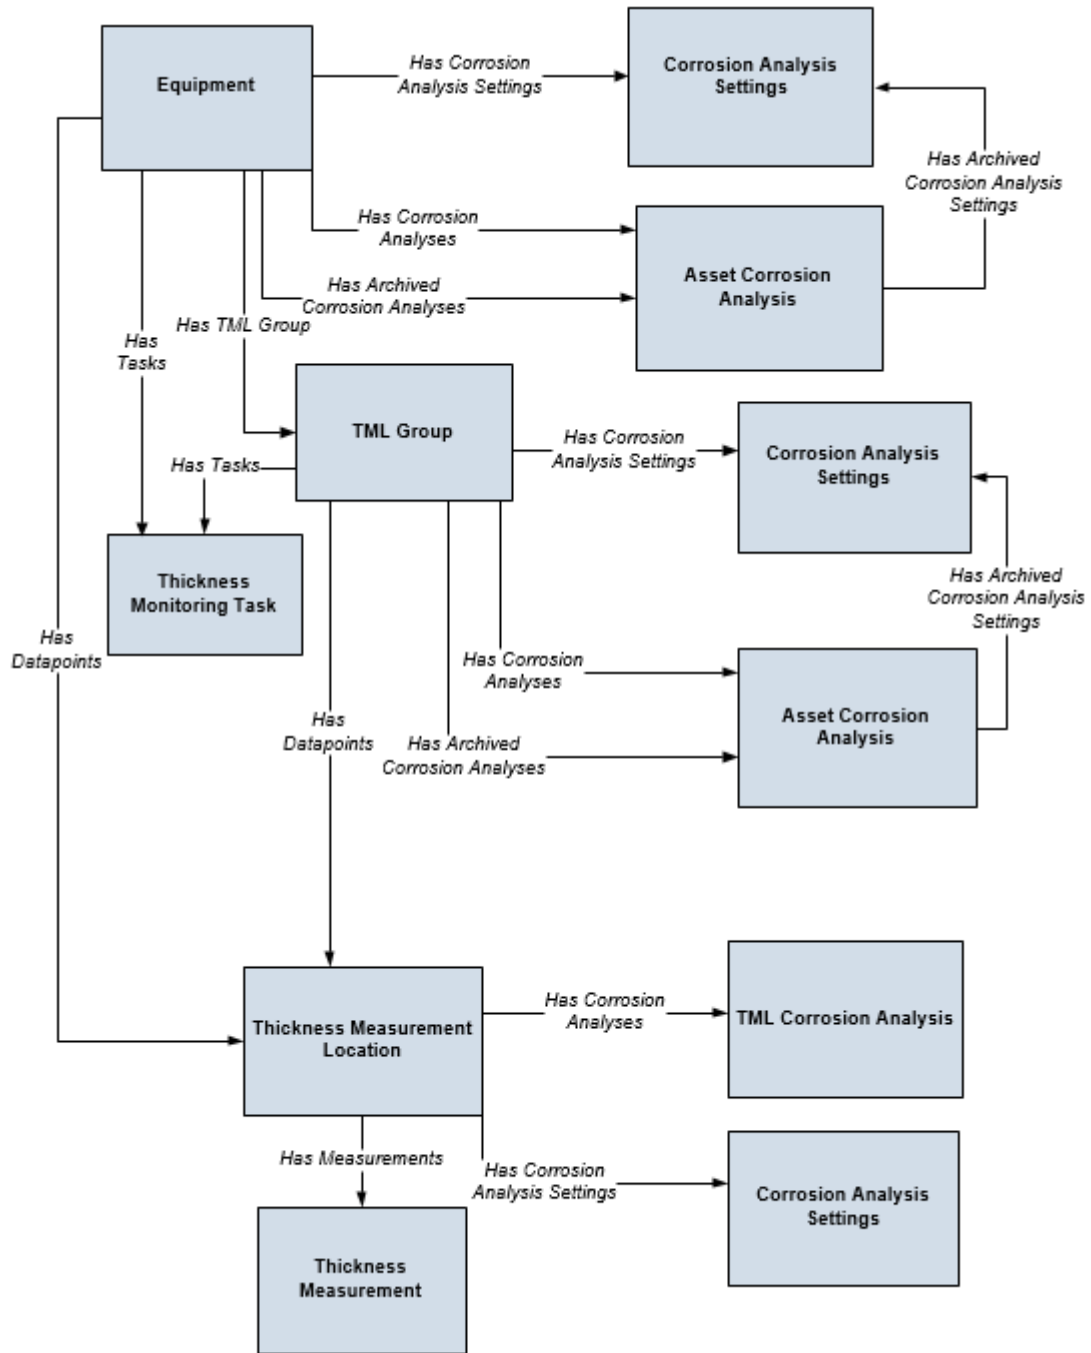 Equipment
Has Corrosion
Analysis Settings
Corrosion Analysis
Settings
Has Archived
Corrosion Analysis
Settings
Has Corrosion
Analyses
Has Archived
Corrosion Analyses
Asset Corrosion
Analysis
Has TML Group
Has
Tasks
TML Group
Has Corrosion
Analysis Settings
Corrosion Analysis
Settings
Has Tasks
Thickness
Monitoring Task
Has Archived
Corrosion Analysis
Settings
Has
Datapoints
Has Corrosion
Analyses
Asset Corrosion
Analysis
Has
Datapoints
Has Archived
Corrosion Analyses
Thickness Measurement
Location
Has Corrosion
Analyses
TML Corrosion Analysis
Has Measurements
Has Corrosion
Analysis Settings
Corrosion Analysis
Settings
Thickness
Measurement